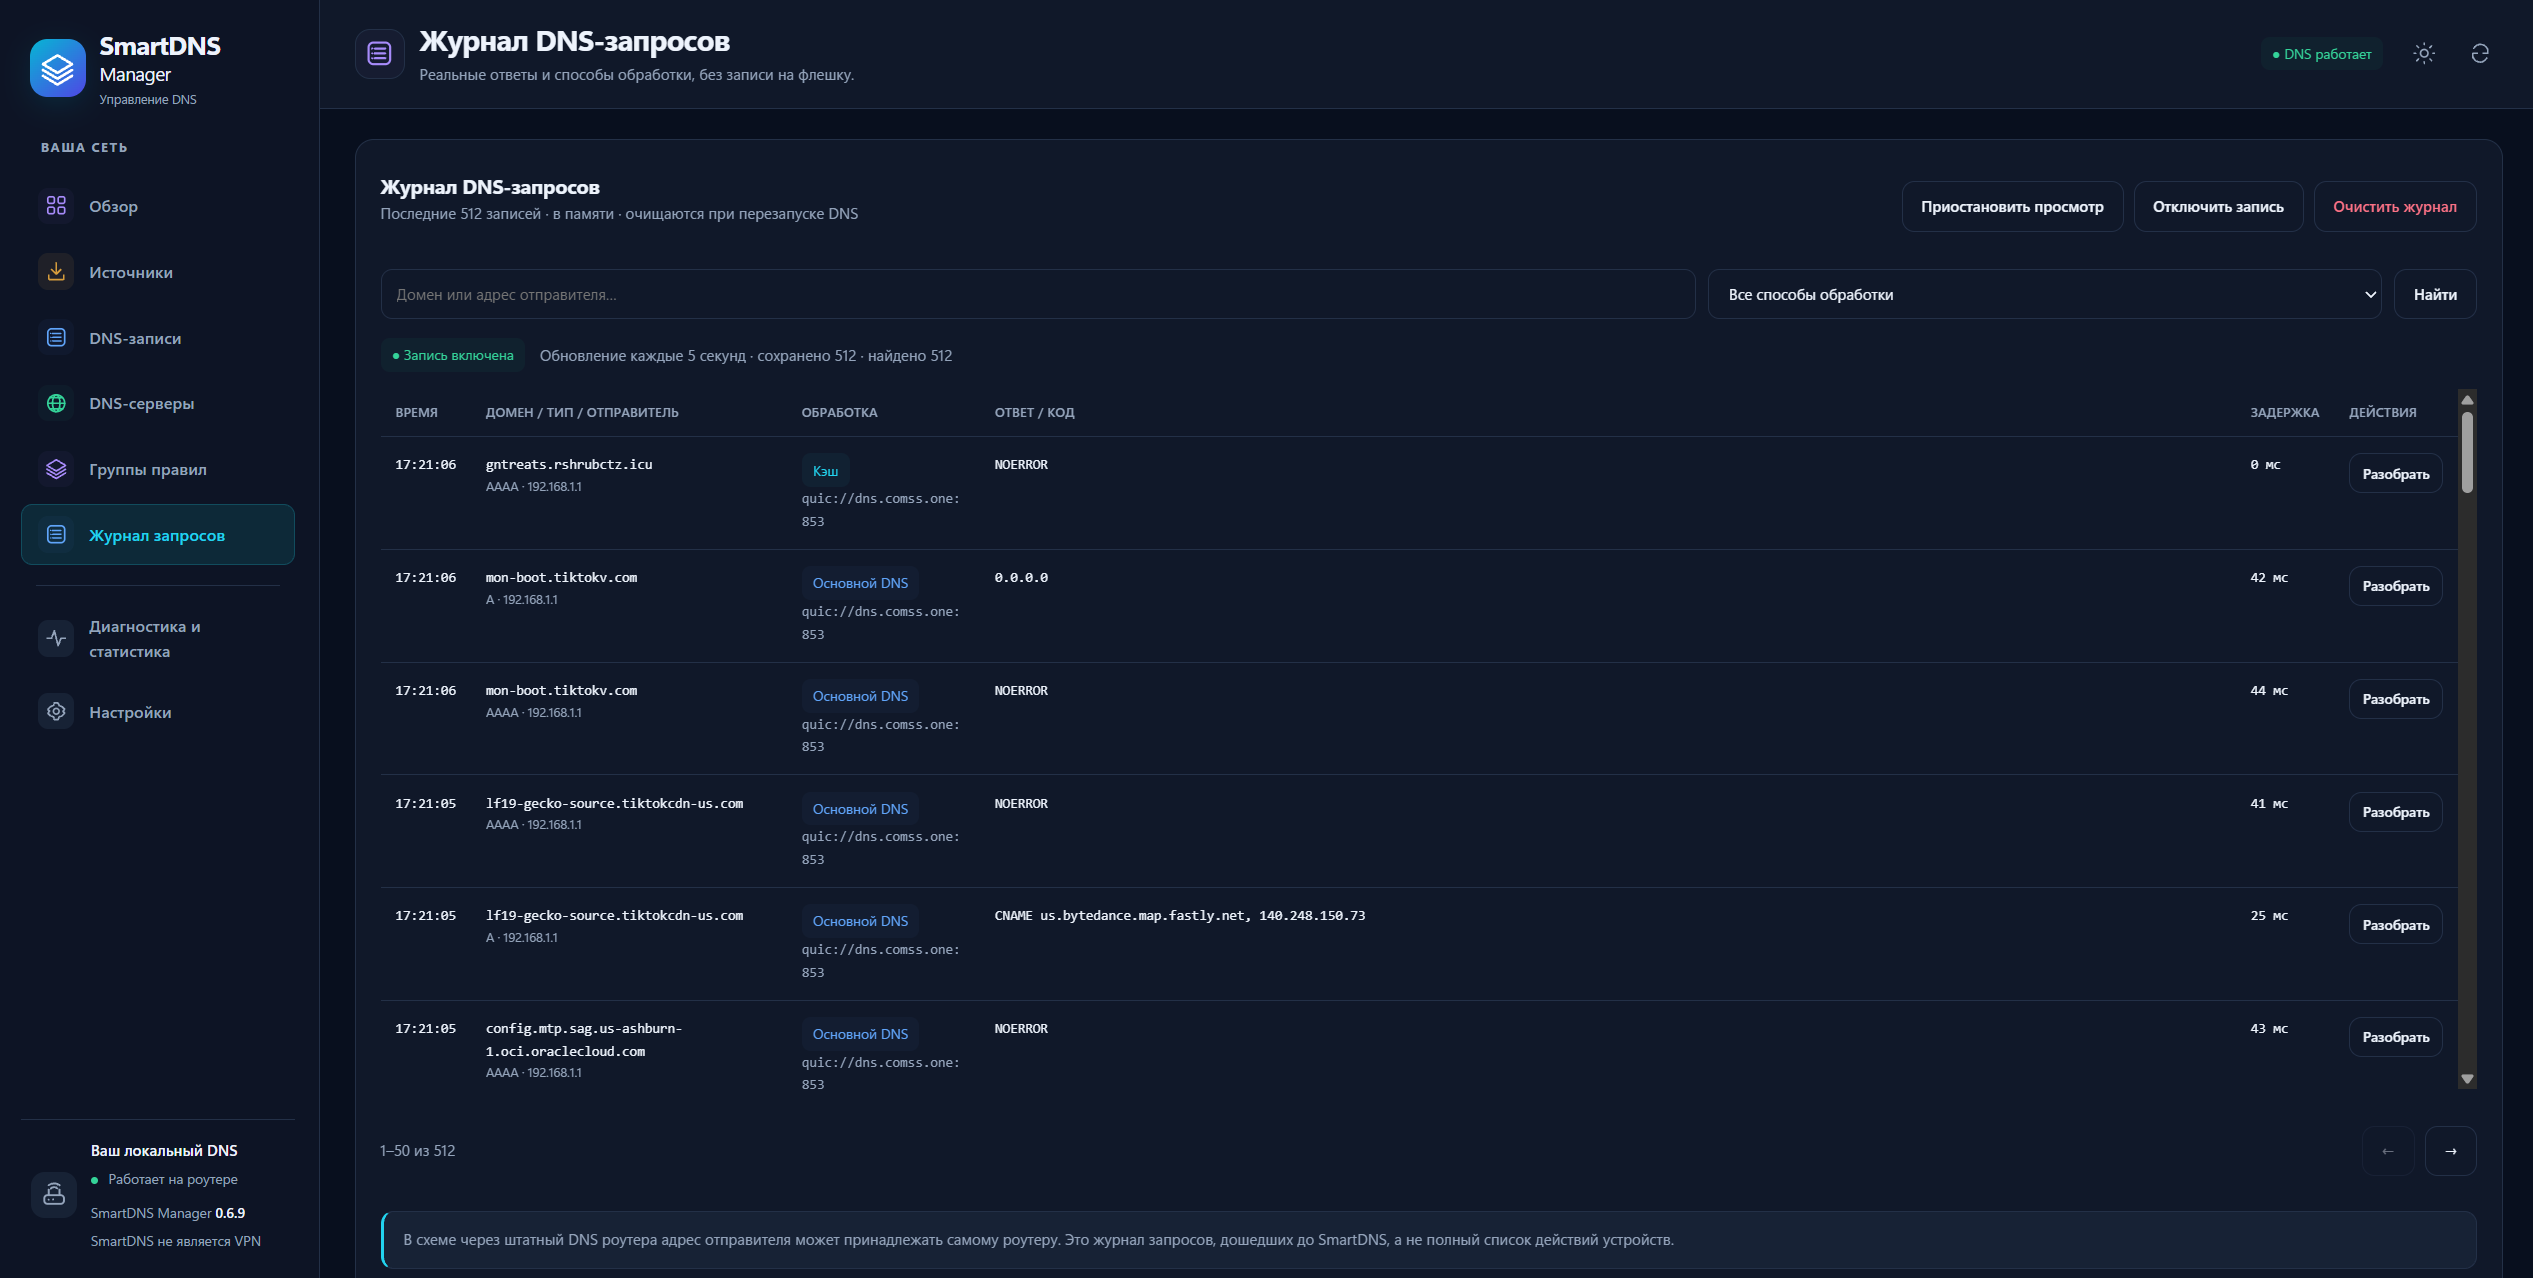 SmartDNS
Manager
Управление DNS
ВАША СЕТЬ
Обзор
Источники
DNS-записи
DNS-серверы
Группы правил
Журнал запросов
Диагностика и
статистика
Настройки
Ваш локальный DNS
Работает на роутере
SmartDNS Manager 0.6.9
SmartDNS не является VPN
Журнал DNS-запросов
Реальные ответы и способы обработки, без записи на флешку.
DNS работает
Журнал DNS-запросов
Последние 512 записей · в памяти · очищаются при перезапуске DNS
Приостановить просмотр
Отключить запись
Очистить журнал
Домен или адрес отправителя...
Все способы обработки
Найти
Запись включена
Обновление каждые 5 секунд · сохранено 512 · найдено 512
ВРЕМЯ ДОМЕН / ТИП / ОТПРАВИТЕЛЬ ОБРАБОТКА ОТВЕТ / КОД ЗАДЕРЖКА ДЕЙСТВИЯ
17:21:06 gntreats.rshrubctz.icu Кэш NOERROR 0 мс Разобрать
AAAA · 192.168.1.1
quic://dns.comss.one:
853
17:21:06 mon-boot.tiktokv.com Основной DNS 0.0.0.0 42 мс Разобрать
A · 192.168.1.1
quic://dns.comss.one:
853
17:21:06 mon-boot.tiktokv.com Основной DNS NOERROR 44 мс Разобрать
AAAA · 192.168.1.1
quic://dns.comss.one:
853
17:21:05 lf19-gecko-source.tiktokcdn-us.com Основной DNS NOERROR 41 мс Разобрать
AAAA · 192.168.1.1
quic://dns.comss.one:
853
17:21:05 lf19-gecko-source.tiktokcdn-us.com Основной DNS CNAME us.bytedance.map.fastly.net, 140.248.150.73 25 мс Разобрать
A · 192.168.1.1
quic://dns.comss.one:
853
17:21:05 config.mtp.sag.us-ashburn- Основной DNS NOERROR 43 мс Разобрать
1.oci.oraclecloud.com
AAAA · 192.168.1.1
quic://dns.comss.one:
853
1–50 из 512
← →
В схеме через штатный DNS роутера адрес отправителя может принадлежать самому роутеру. Это журнал запросов, дошедших до SmartDNS, а не полный список действий устройств.